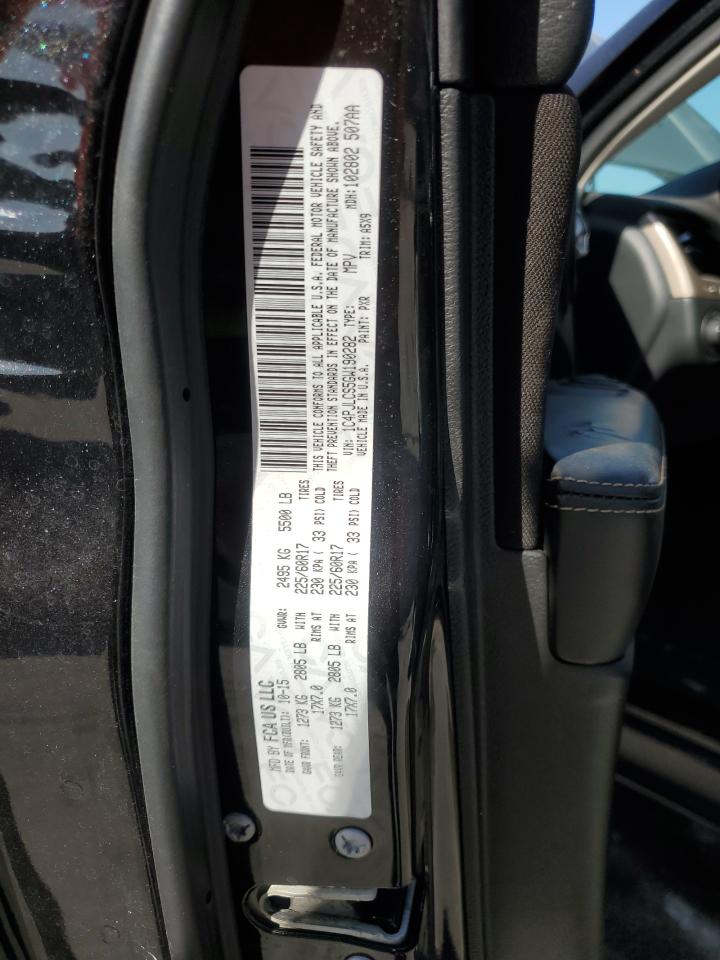 MFD BY FCA US LLC
DATE OF MFR(BUILT): 10-15 GVWR: 2495 KG 5500 LB
GAWR FRONT: 1273 KG 2805 LB WITH 225/60R17 TIRES
17X7.0 RIMS AT 230 KPA ( 33 PSI) COLD
GAWR REAR: 1273 KG 2805 LB WITH 225/60R17 TIRES
17X7.0 RIMS AT 230 KPA ( 33 PSI) COLD
THIS VEHICLE CONFORMS TO ALL APPLICABLE U.S.A. FEDERAL MOTOR VEHICLE SAFETY AND
THEFT PREVENTION STANDARDS IN EFFECT ON THE DATE OF MANUFACTURE SHOWN ABOVE.
VIN: 1C4PJLCS5GW190282 TYPE: MPV MDH: 102802 507AA
VEHICLE MADE IN U.S.A. PAINT: PXR TRIM: A5X9